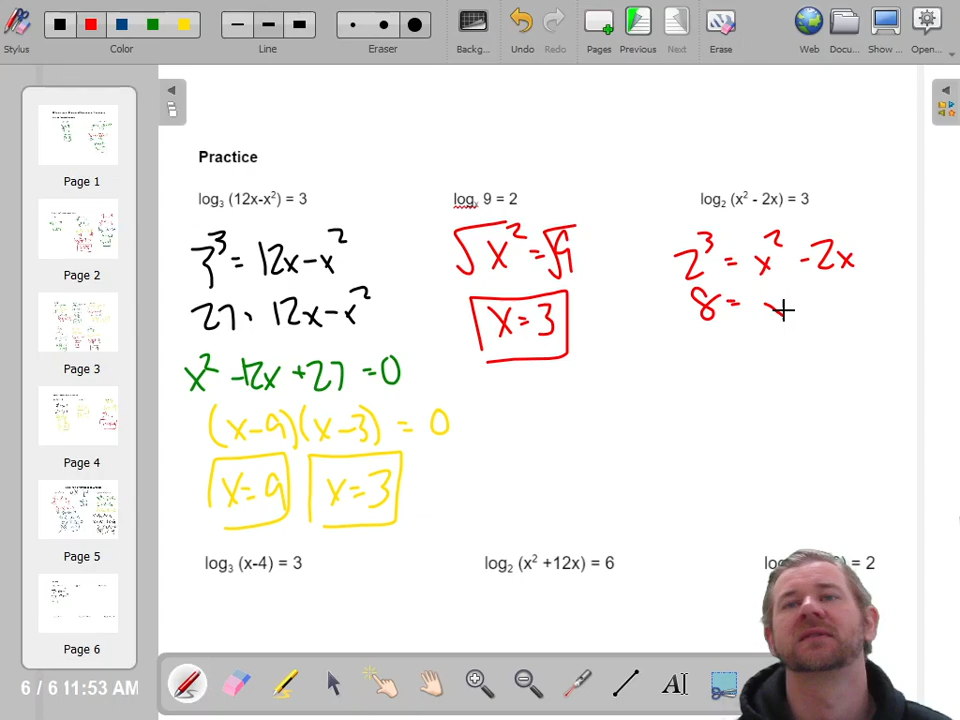 Stylus
Color
Line
Eraser
Backg...
Undo
Redo
Pages
Previous
Next
Erase
Web
Docu...
Show ...
Open...
Page 1
Page 2
Page 3
Page 4
Page 5
Page 6
6 / 6 11:53 AM
Practice
log₃ (12x-x²) = 3
3³ = 12x-x²
27 = 12x-x²
x² -12x +27 = 0
(x-9)(x-3) = 0
x=9 x=3
logₓ 9 = 2
√x² = √9
x=3
log₂ (x² - 2x) = 3
2³ = x² -2x
8 =
log₃ (x-4) = 3
log₂ (x² +12x) = 6
= 2